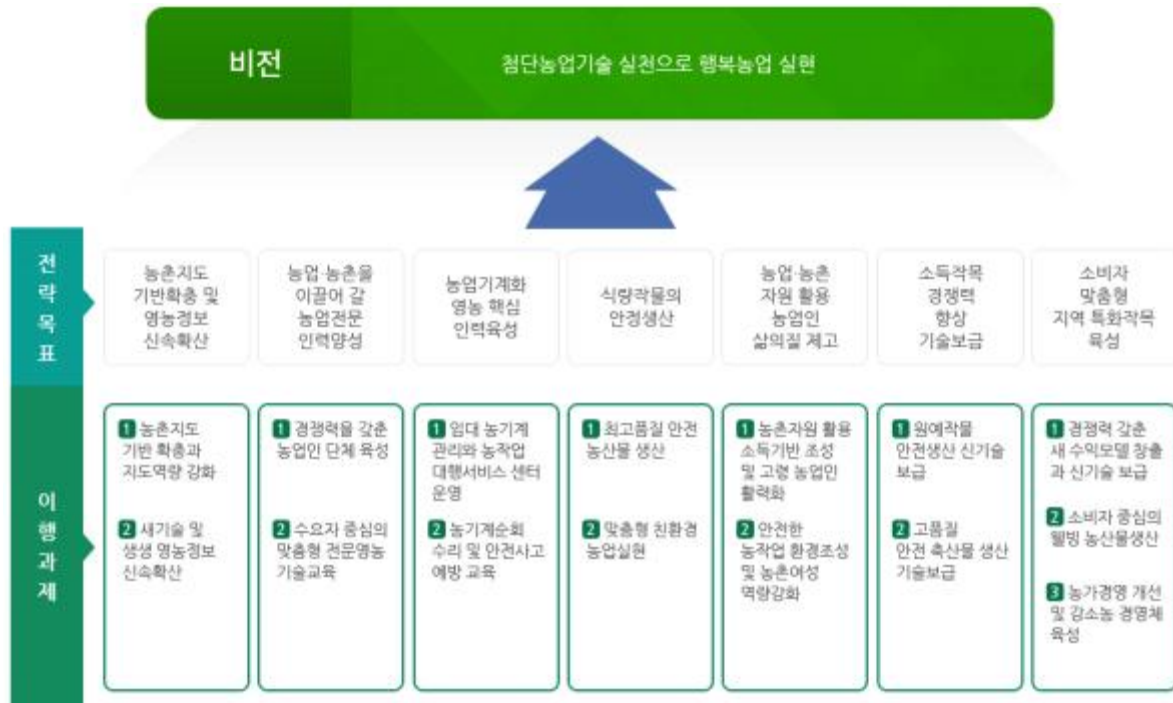 비전
첨단농업기술 실천으로 행복농업 실현
전략목표
농촌지도
기반확충 및
영농정보
신속확산
농업·농촌을
이끌어 갈
농업전문
인력양성
농업기계화
영농 핵심
인력육성
식량작물의
안정생산
농업·농촌
자원 활용
농업인
삶의질 제고
소득작목
경쟁력
향상
기술보급
소비자
맞춤형
지역 특화작목
육성
이행과제
1 농촌지도
기반 확충과
지도역량 강화
2 새기술 및
생생 영농정보
신속확산
1 경쟁력을 갖춘
농업인 단체 육성
2 수요자 중심의
맞춤형 전문영농
기술교육
1 임대 농기계
관리와 농작업
대행서비스 센터
운영
2 농기계순회
수리 및 안전사고
예방 교육
1 최고품질 안전
농산물 생산
2 맞춤형 친환경
농업실현
1 농촌자원 활용
소득기반 조성
및 고령 농업인
활력화
2 안전한
농작업 환경조성
및 농촌여성
역량강화
1 원예작물
안전생산 신기술
보급
2 고품질
안전 축산물 생산
기술보급
1 경쟁력 갖춘
새 수익모델 창출
과 신기술 보급
2 소비자 중심의
웰빙 농산물생산
3 농가경영 개선
및 강소농 경영체
육성